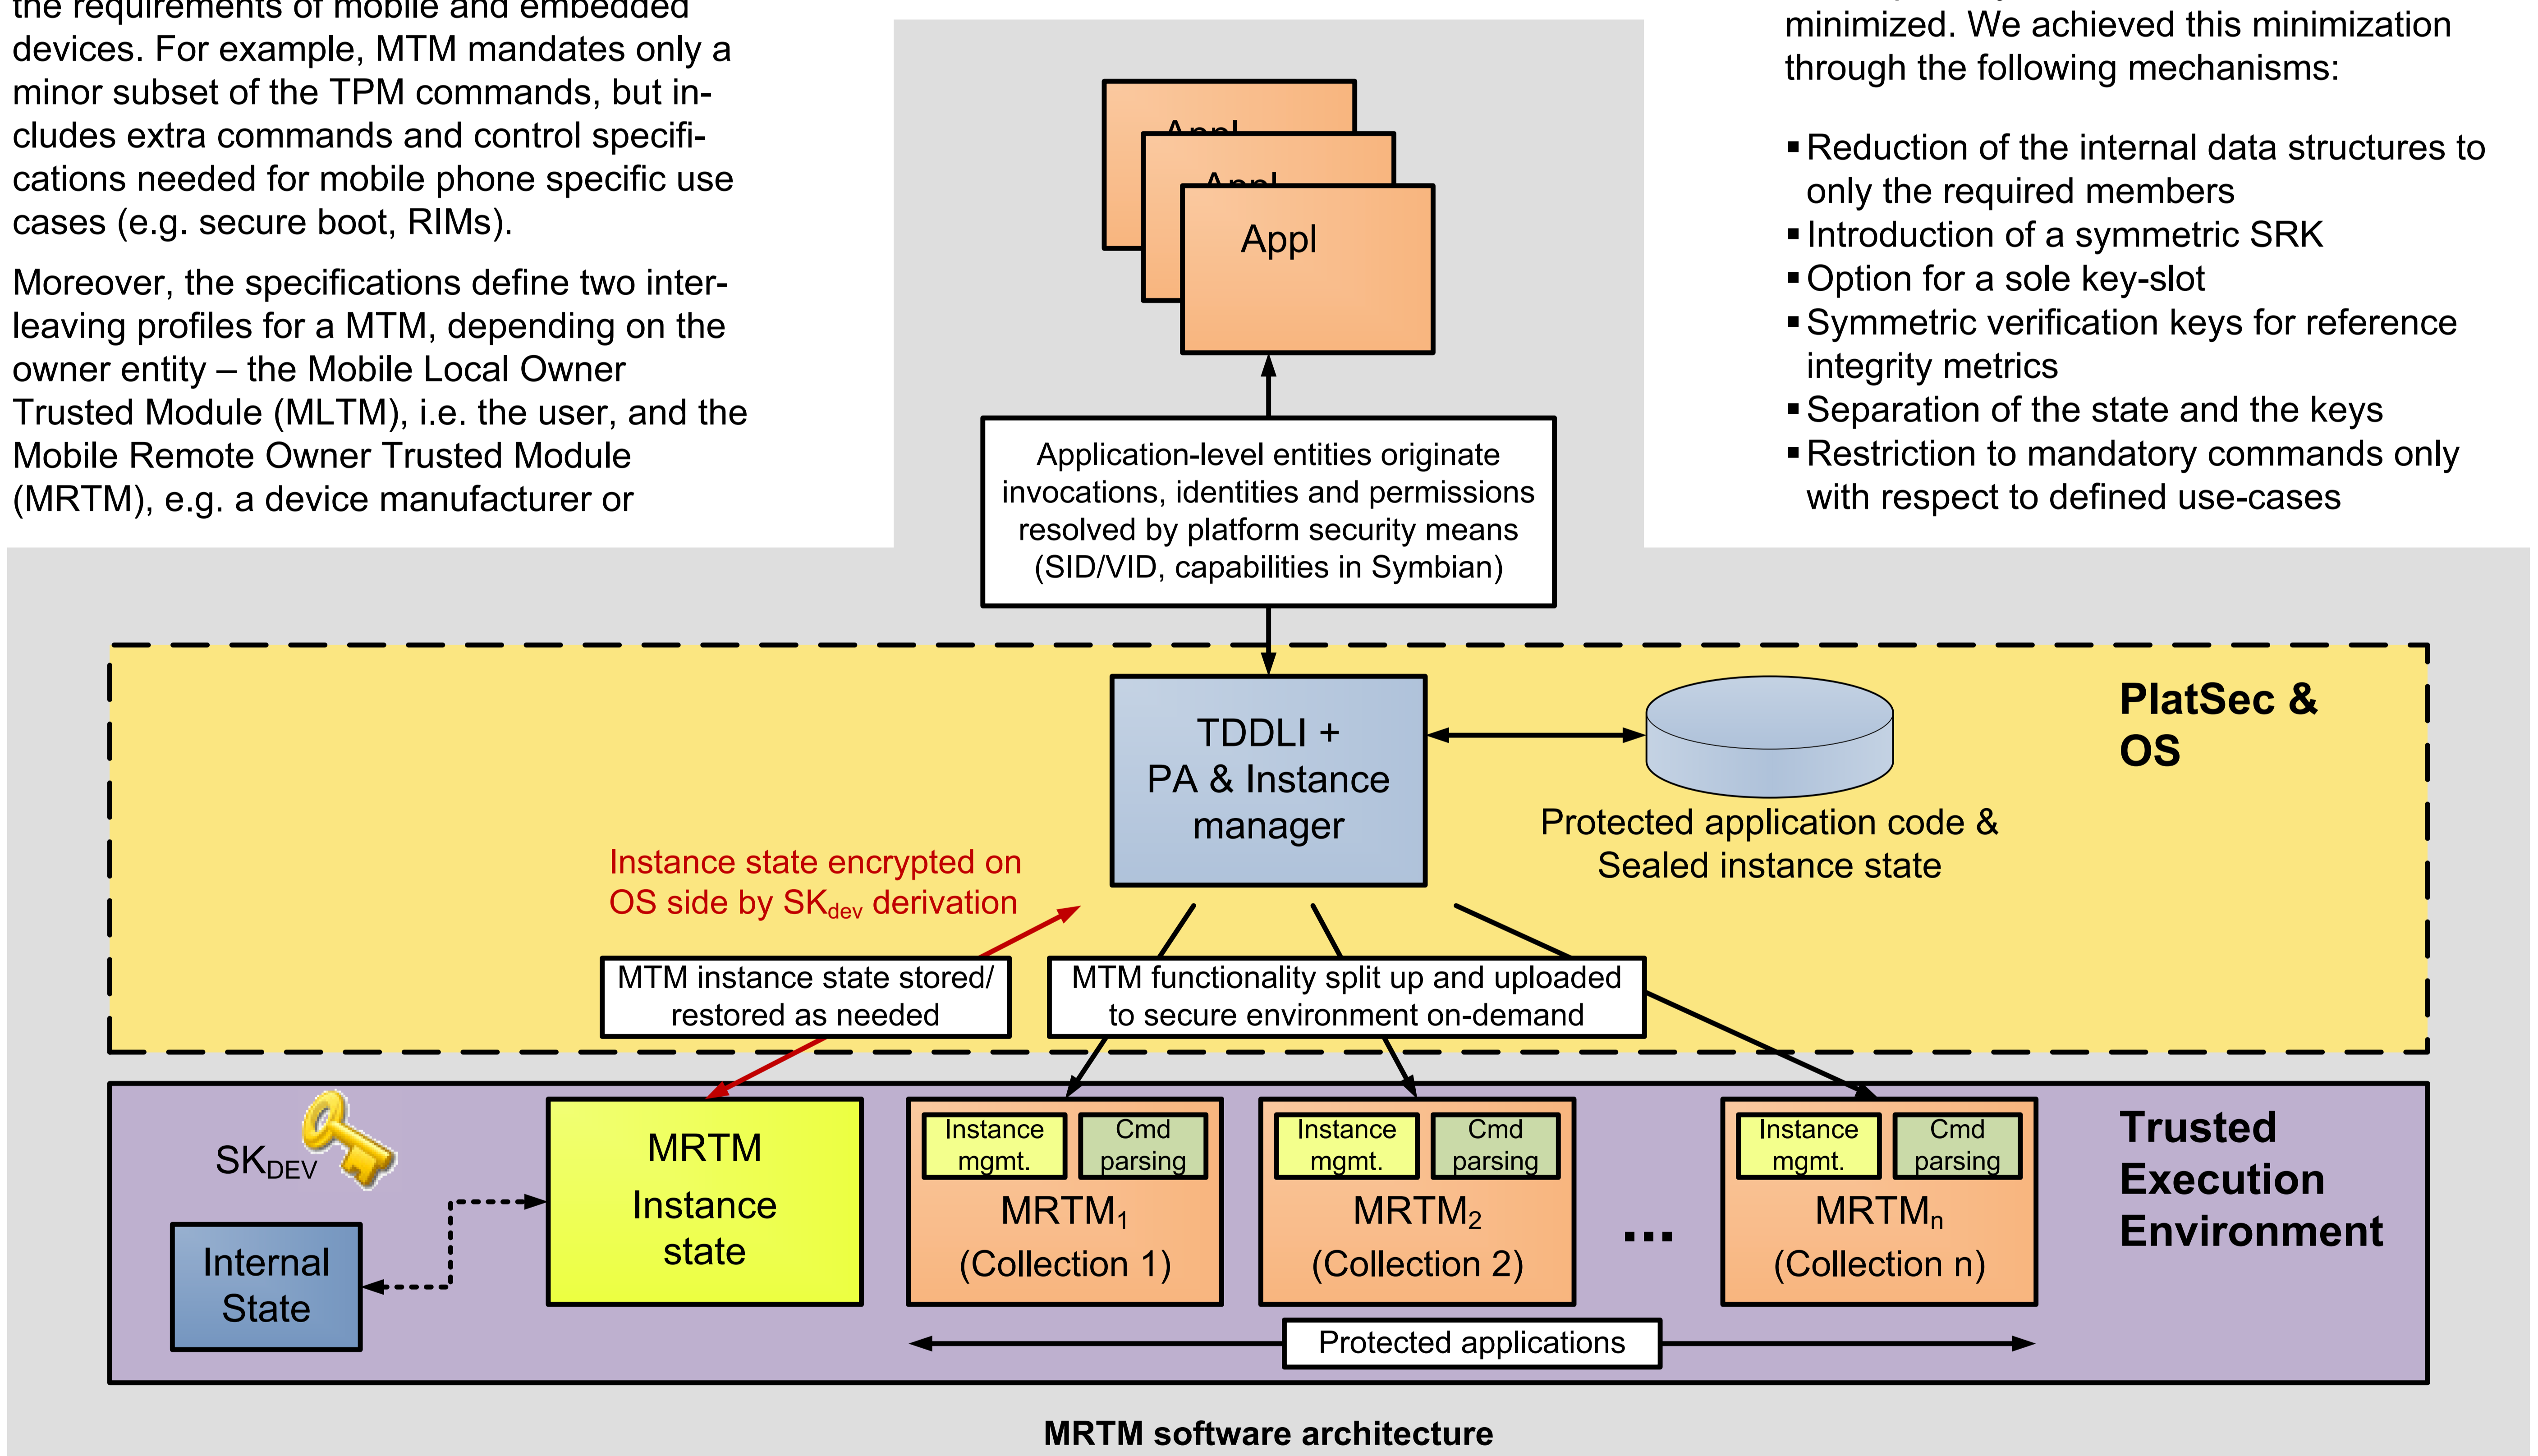 the requirements of mobile and embedded
devices. For example, MTM mandates only a
minor subset of the TPM commands, but in-
cludes extra commands and control specifi-
cations needed for mobile phone specific use
cases (e.g. secure boot, RIMs).
Moreover, the specifications define two inter-
leaving profiles for a MTM, depending on the
owner entity – the Mobile Local Owner
Trusted Module (MLTM), i.e. the user, and the
Mobile Remote Owner Trusted Module
(MRTM), e.g. a device manufacturer or
minimized. We achieved this minimization
through the following mechanisms:
▪ Reduction of the internal data structures to
only the required members
▪ Introduction of a symmetric SRK
▪ Option for a sole key-slot
▪ Symmetric verification keys for reference
integrity metrics
▪ Separation of the state and the keys
▪ Restriction to mandatory commands only
with respect to defined use-cases
Appl
Appl
Appl
Application-level entities originate
invocations, identities and permissions
resolved by platform security means
(SID/VID, capabilities in Symbian)
PlatSec &
OS
TDDLI +
PA & Instance
manager
Protected application code &
Sealed instance state
Instance state encrypted on
OS side by SKdev derivation
MTM instance state stored/
restored as needed
MTM functionality split up and uploaded
to secure environment on-demand
Trusted
Execution
Environment
SKDEV
Internal
State
MRTM
Instance
state
Instance
mgmt.
Cmd
parsing
MRTM1
(Collection 1)
Instance
mgmt.
Cmd
parsing
MRTM2
(Collection 2)
...
Instance
mgmt.
Cmd
parsing
MRTMn
(Collection n)
Protected applications
MRTM software architecture